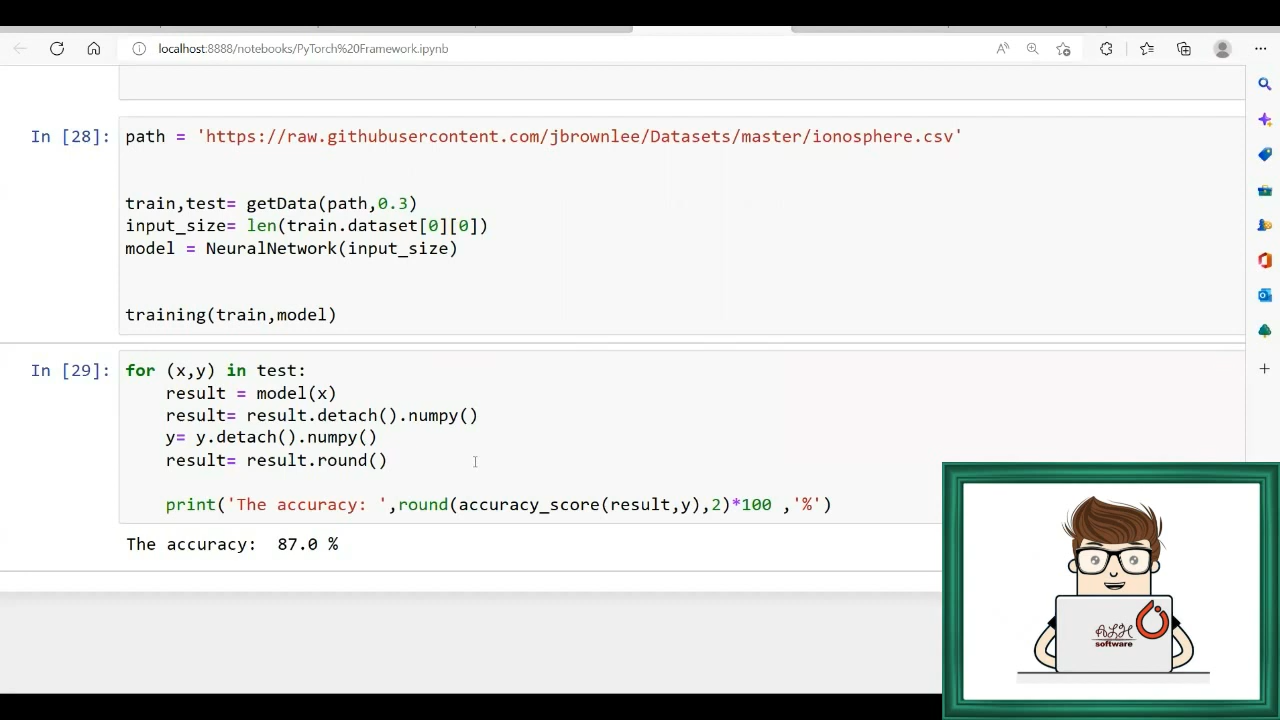 localhost:8888/notebooks/PyTorch%20Framework.ipynb
In [28]:
path = 'https://raw.githubusercontent.com/jbrownlee/Datasets/master/ionosphere.csv'
train,test= getData(path,0.3)
input_size= len(train.dataset[0][0])
model = NeuralNetwork(input_size)
training(train,model)
In [29]:
for (x,y) in test:
    result = model(x)
    result= result.detach().numpy()
    y= y.detach().numpy()
    result= result.round()
    print('The accuracy: ',round(accuracy_score(result,y),2)*100 ,'%')
The accuracy:  87.0 %
software